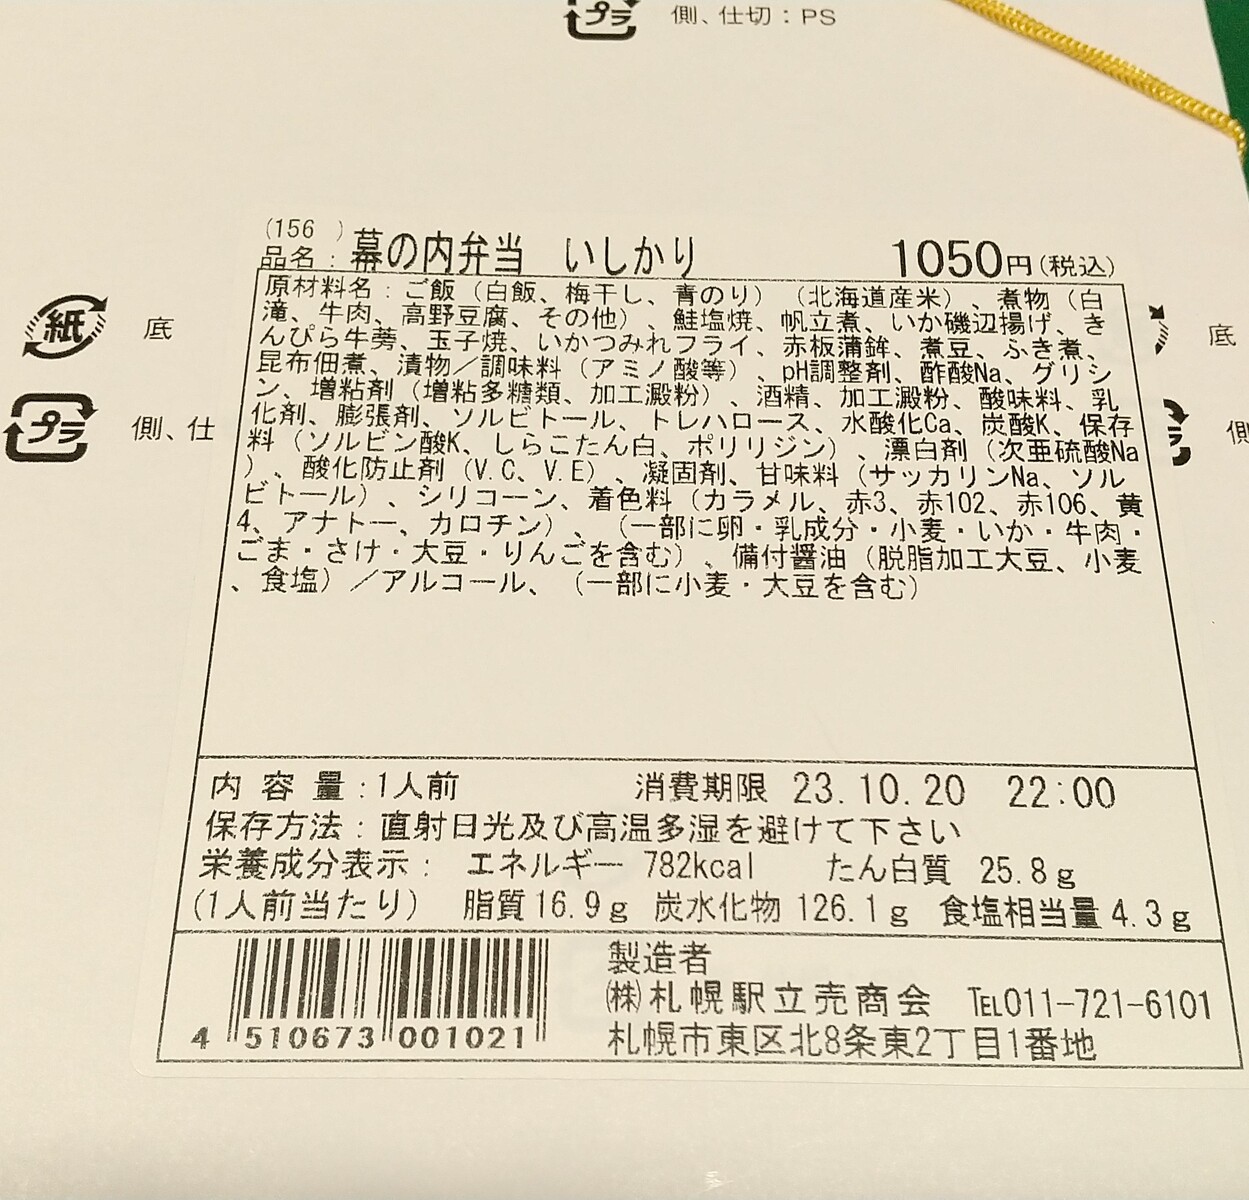 プラ 側、仕切：PS
(156 )
品名：幕の内弁当 いしかり 1050円(税込)
原材料名：ご飯（白飯、梅干し、青のり）（北海道産米）、煮物（白
滝、牛肉、高野豆腐、その他）、鮭塩焼、帆立煮、いか磯辺揚げ、き
んぴら牛蒡、玉子焼、いかつみれフライ、赤板蒲鉾、煮豆、ふき煮、
昆布佃煮、漬物／調味料（アミノ酸等）、pH調整剤、酢酸Na、グリシ
ン、増粘剤（増粘多糖類、加工澱粉）、酒精、加工澱粉、酸味料、乳
化剤、膨張剤、ソルビトール、トレハロース、水酸化Ca、炭酸K、保存
料（ソルビン酸K、しらこたん白、ポリリジン）、漂白剤（次亜硫酸Na
）、酸化防止剤（V.C、V.E）、凝固剤、甘味料（サッカリンNa、ソル
ビトール）、シリコーン、着色料（カラメル、赤3、赤102、赤106、黄
4、アナトー、カロチン）、（一部に卵・乳成分・小麦・いか・牛肉・
ごま・さけ・大豆・りんごを含む）、備付醤油（脱脂加工大豆、小麦
、食塩）／アルコール、（一部に小麦・大豆を含む）
紙 底
プラ 側、仕
底
側
内容量：1人前 消費期限 23.10.20 22:00
保存方法：直射日光及び高温多湿を避けて下さい
栄養成分表示： エネルギー 782kcal たん白質 25.8g
(1人前当たり) 脂質16.9g 炭水化物 126.1g 食塩相当量4.3g
4 510673 001021
製造者
㈱札幌駅立売商会 TEL011-721-6101
札幌市東区北8条東2丁目1番地